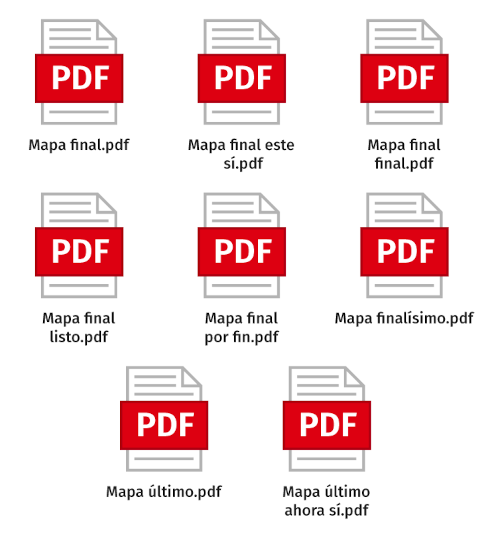 PDF PDF PDF
Mapa final.pdf
Mapa final este
sí.pdf
Mapa final
final.pdf
PDF PDF PDF
Mapa final
listo.pdf
Mapa final
por fin.pdf
Mapa finalísimo.pdf
PDF PDF
Mapa último.pdf
Mapa último
ahora sí.pdf